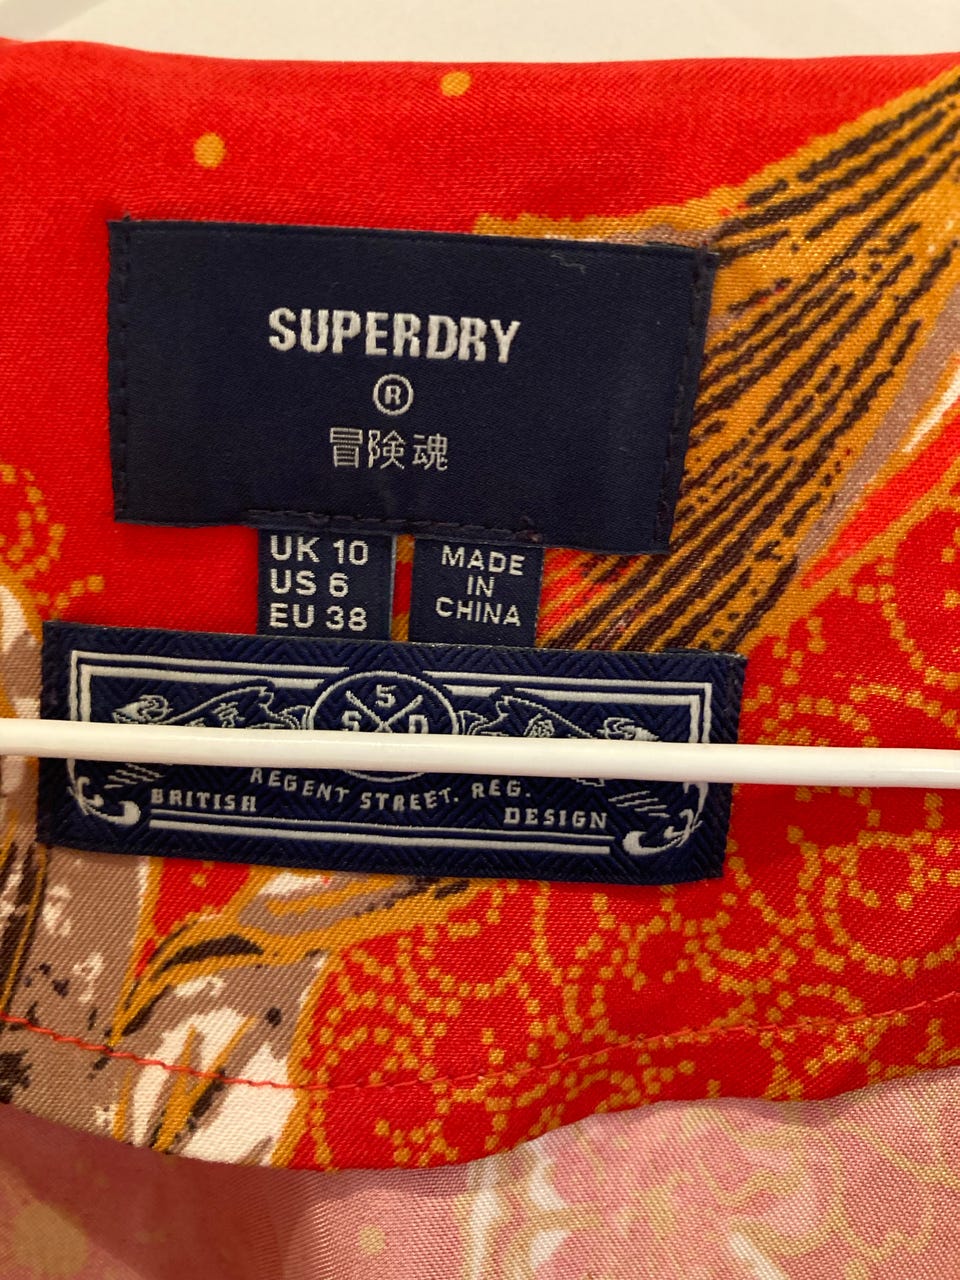 SUPERDRY
®
冒険魂
UK 10
US 6
EU 38
MADE
IN
CHINA
5
REGENT STREET. REG.
BRITISH
DESIGN